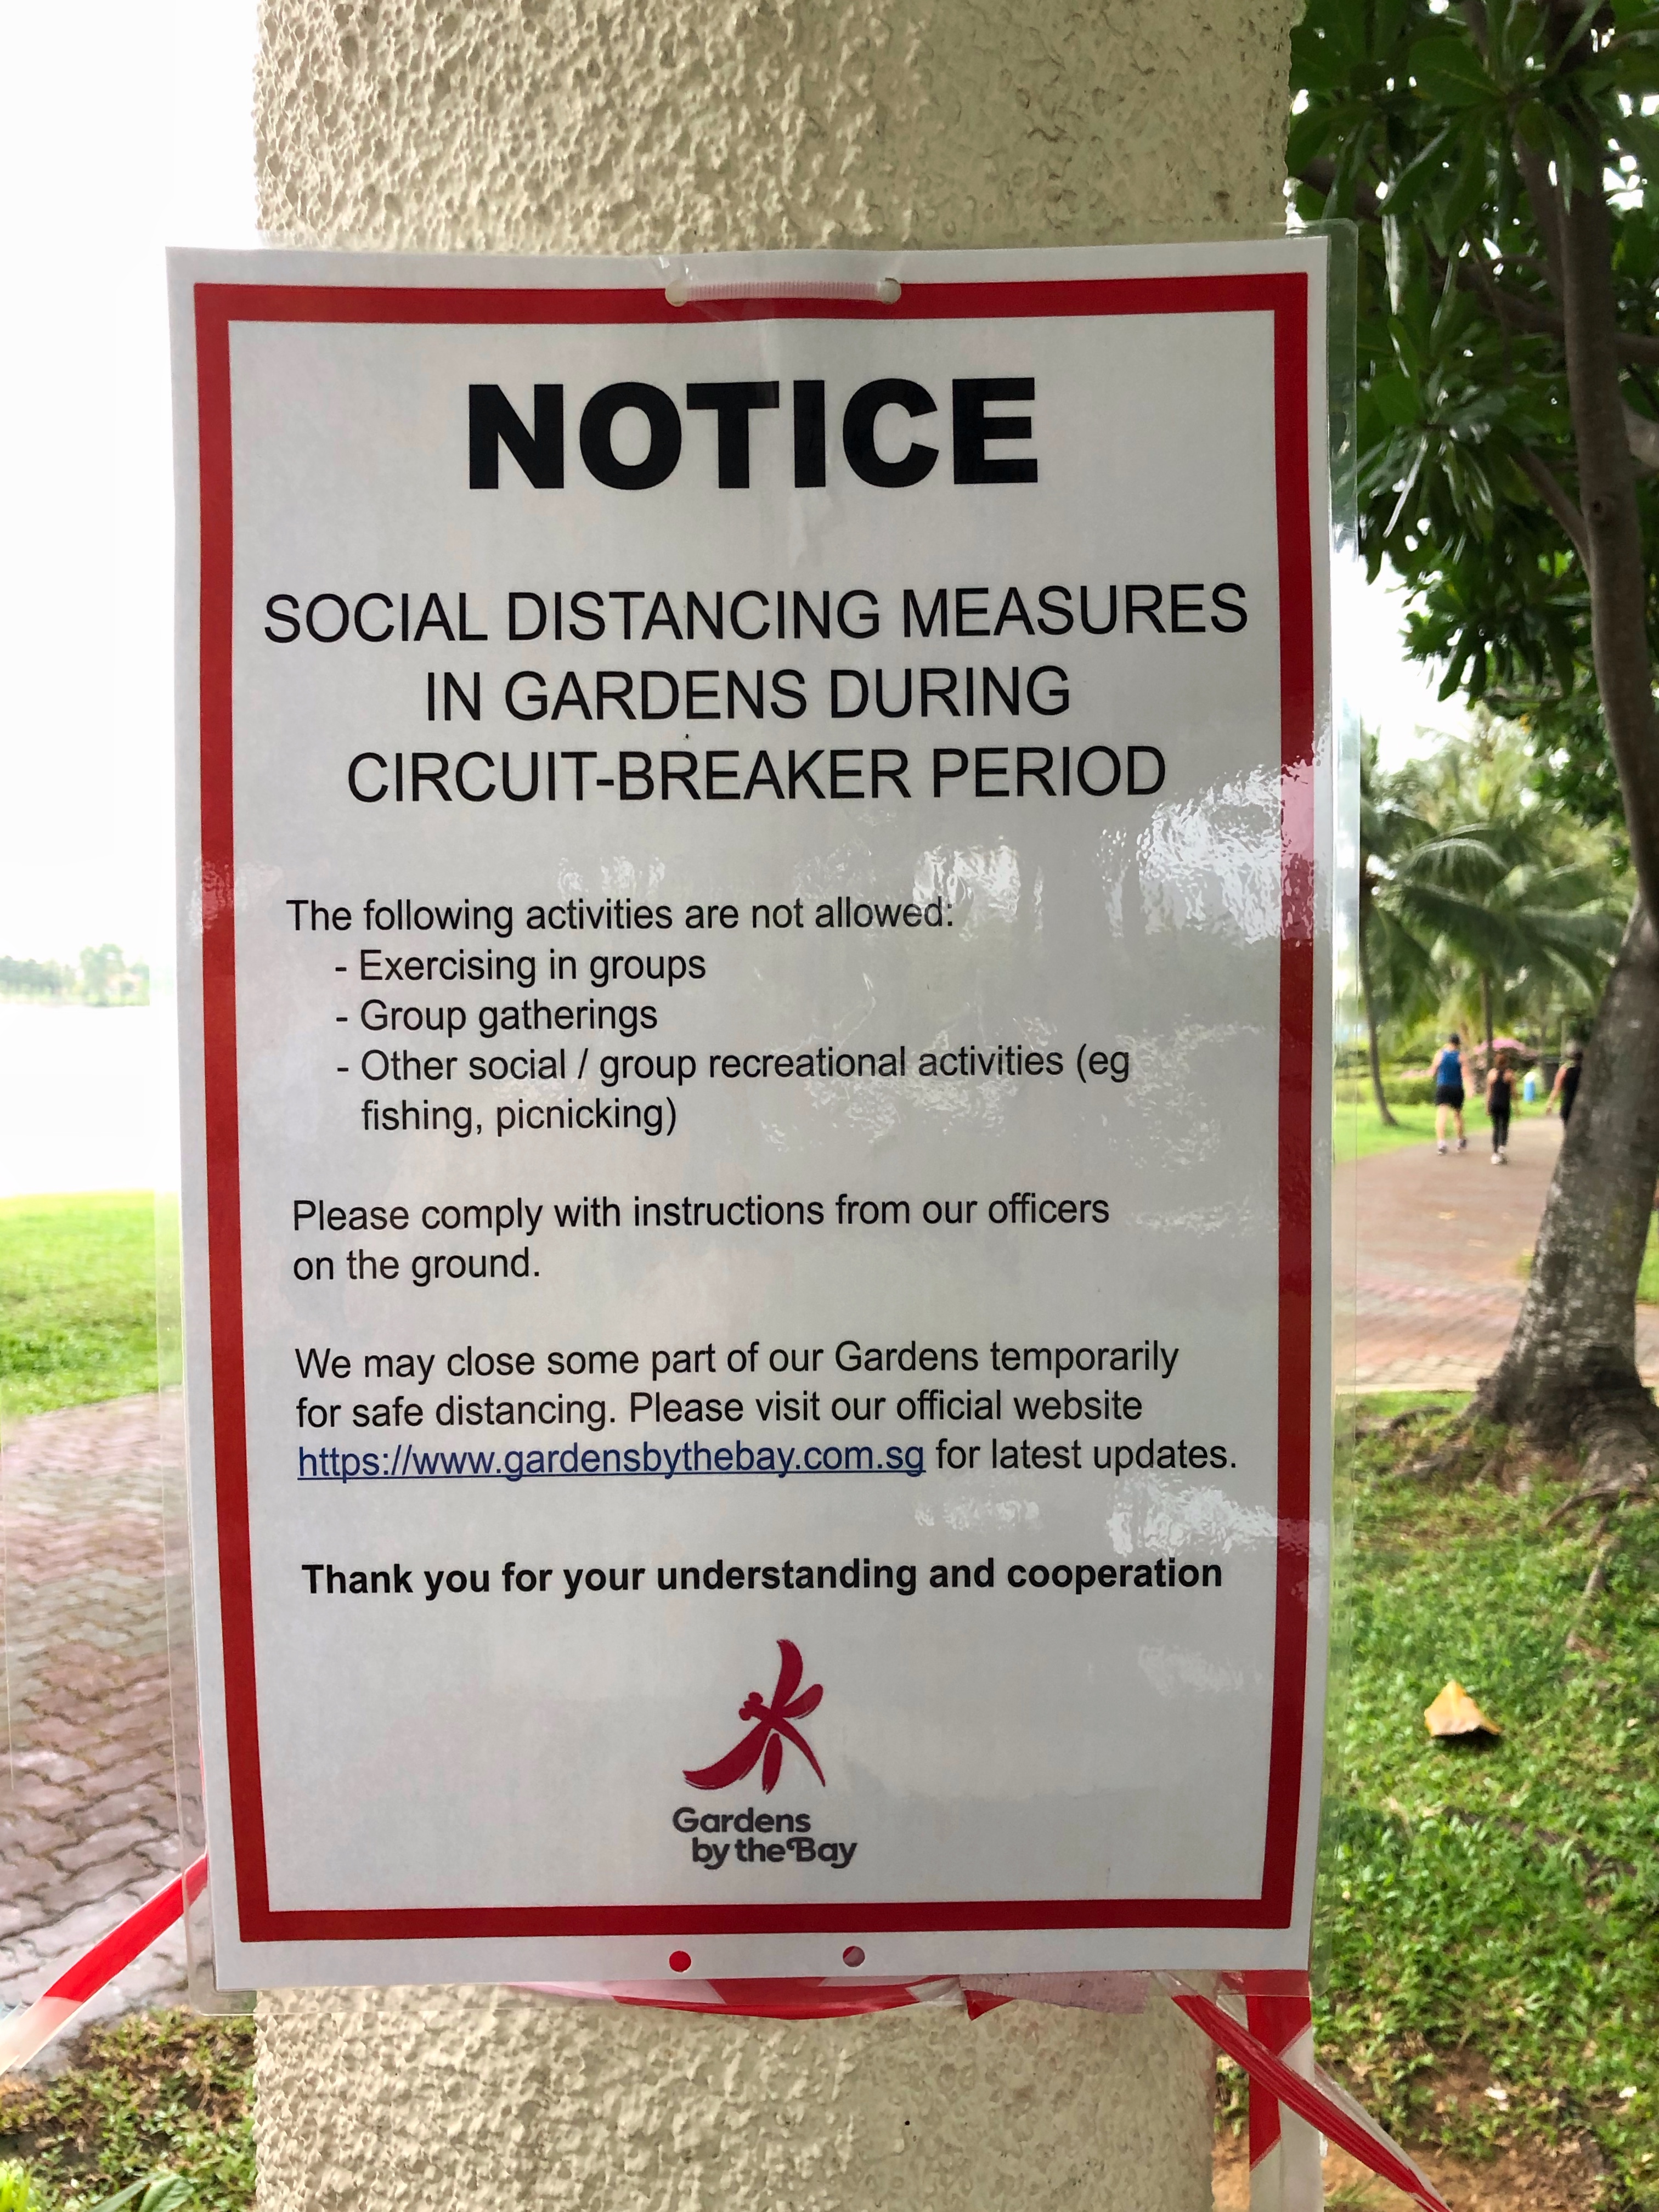 NOTICE
SOCIAL DISTANCING MEASURES
IN GARDENS DURING
CIRCUIT-BREAKER PERIOD
The following activities are not allowed:
- Exercising in groups
- Group gatherings
- Other social / group recreational activities (eg
fishing, picnicking)
Please comply with instructions from our officers
on the ground.
We may close some part of our Gardens temporarily
for safe distancing. Please visit our official website
https://www.gardensbythebay.com.sg for latest updates.
Thank you for your understanding and cooperation
Gardens
by the Bay